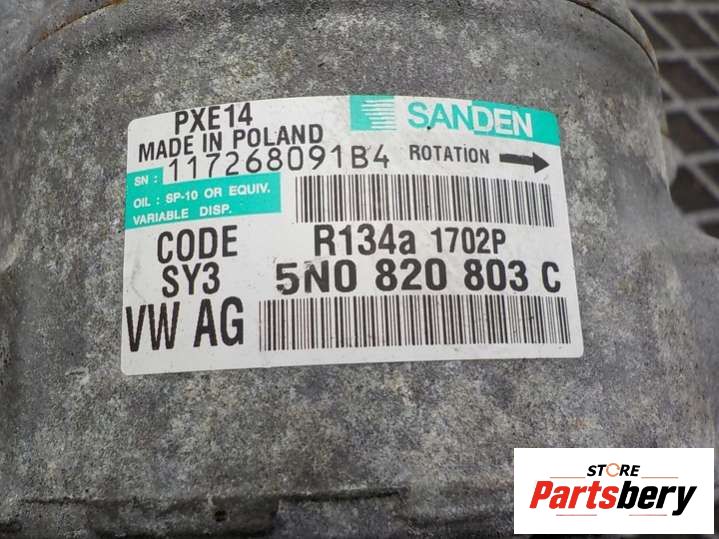 PXE14
MADE IN POLAND
SANDEN
SN : 117268091B4
ROTATION
OIL : SP-10 OR EQUIV.
VARIABLE DISP.
CODE
SY3
R134a 1702P
5N0 820 803 C
VW AG
STORE
Partsbery